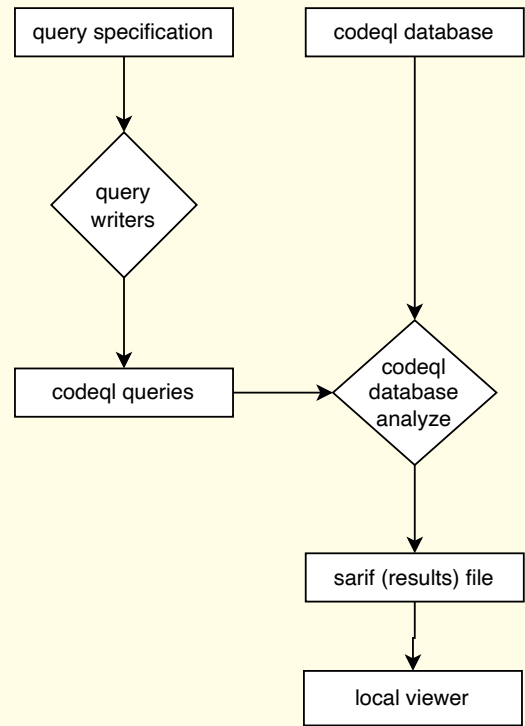 query specification
codeql database
query
writers
codeql queries
codeql
database
analyze
sarif (results) file
local viewer